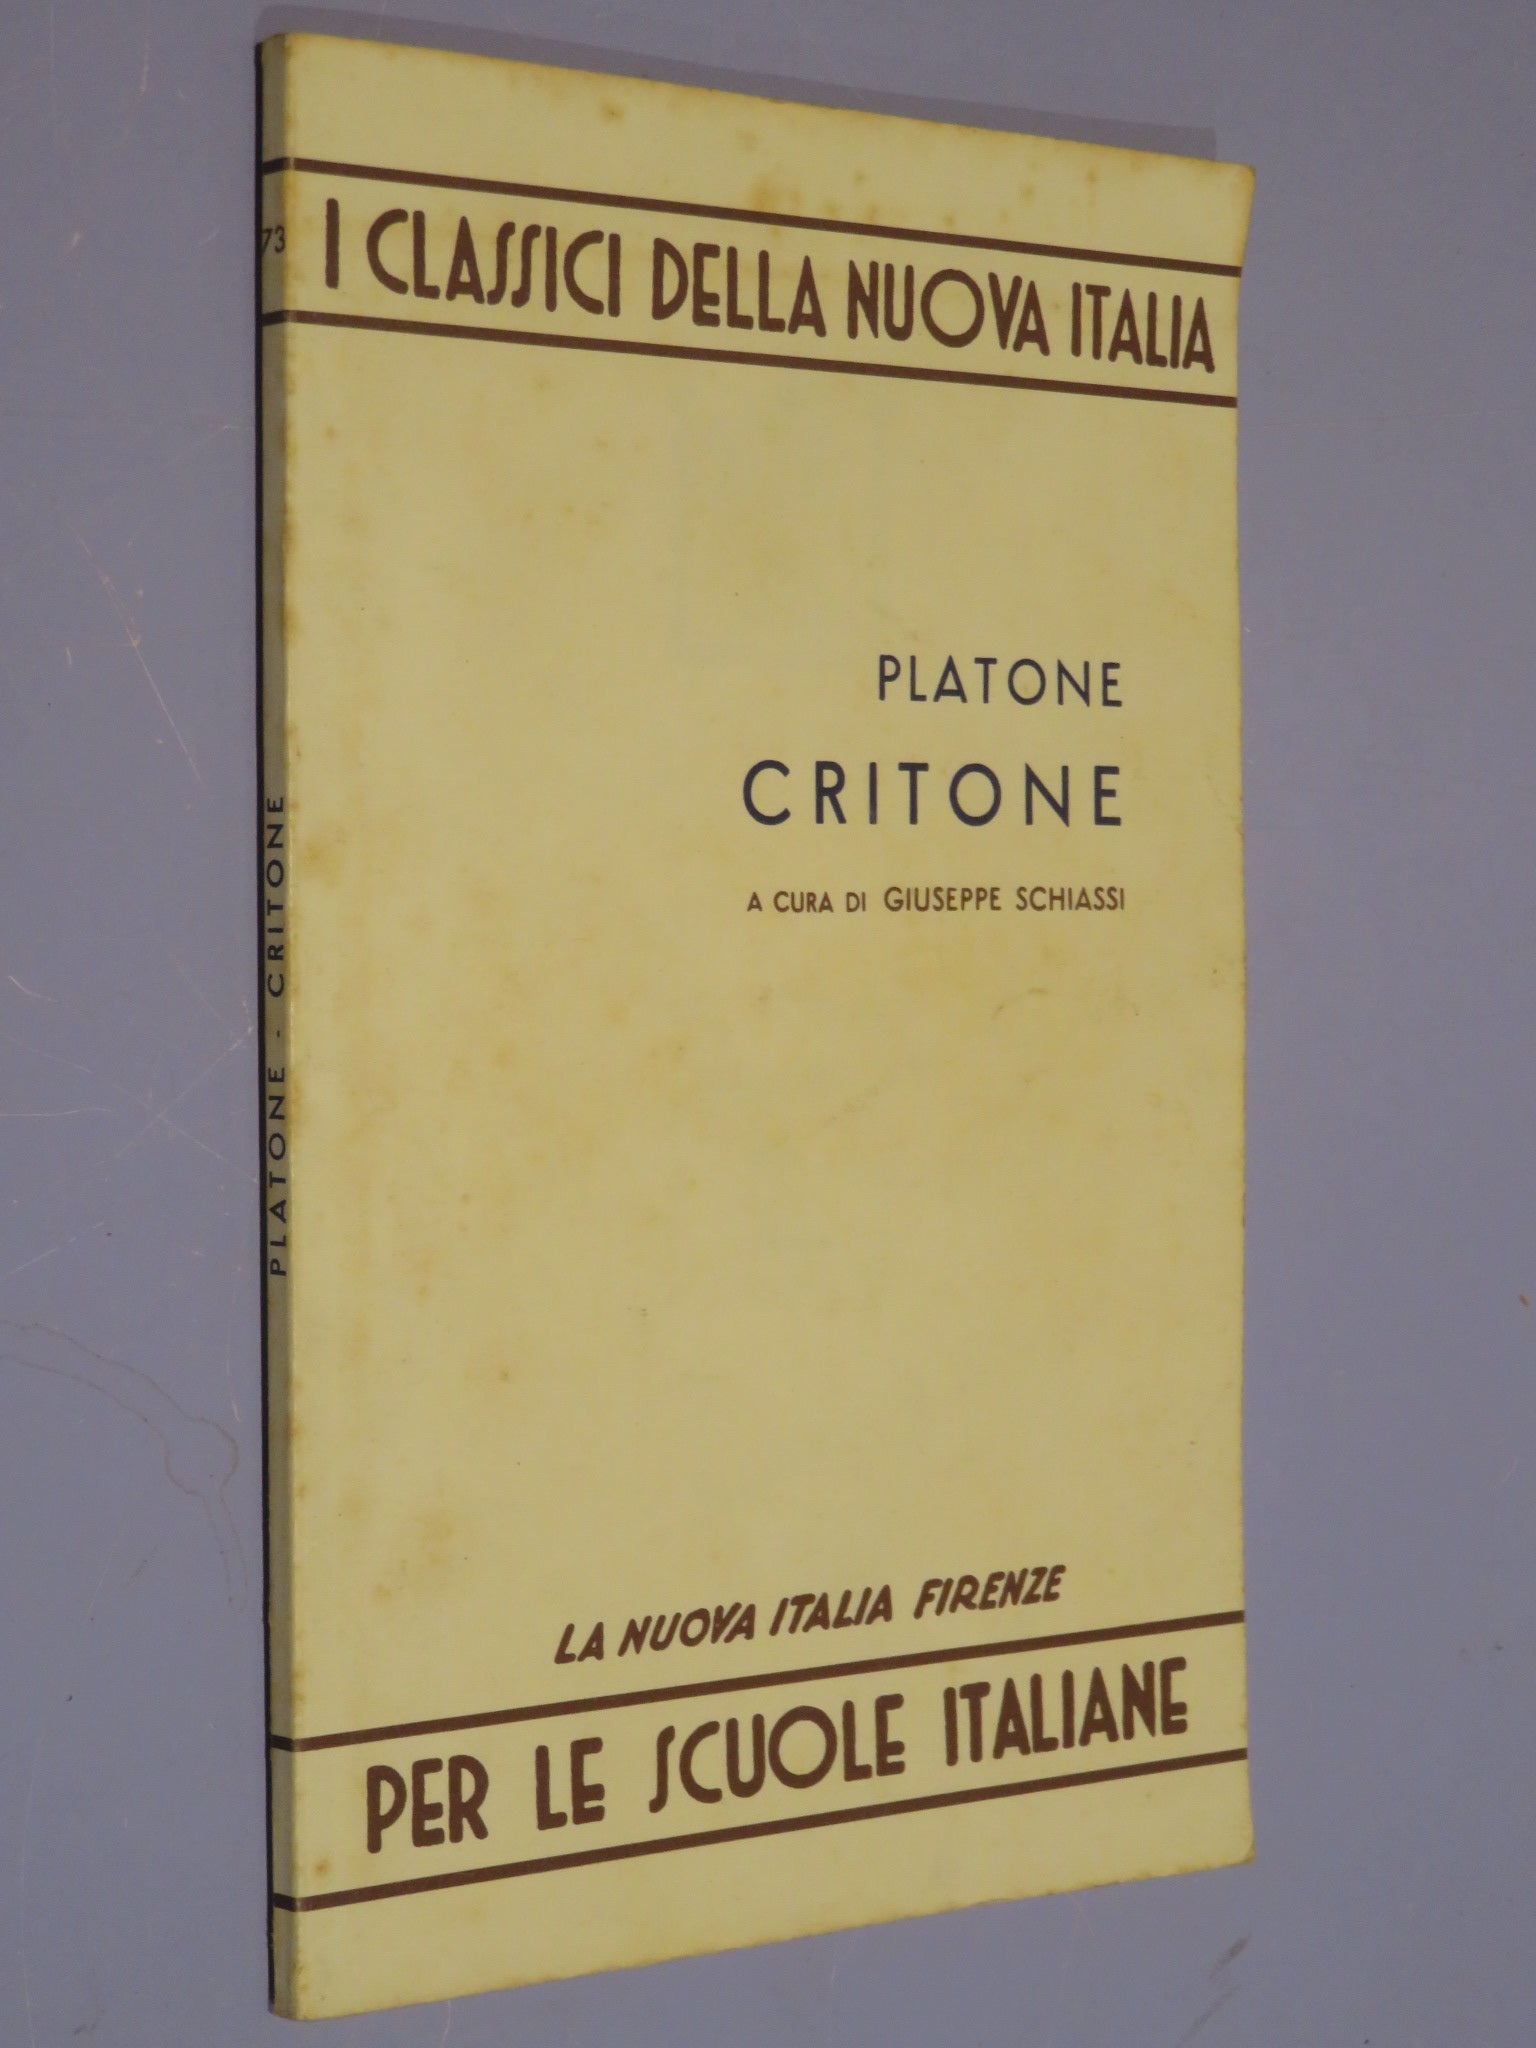 I CLASSICI DELLA NUOVA ITALIA
PLATONE
CRITONE
A CURA DI GIUSEPPE SCHIASSI
LA NUOVA ITALIA FIRENZE
PER LE SCUOLE ITALIANE
73
PLATONE - CRITONE